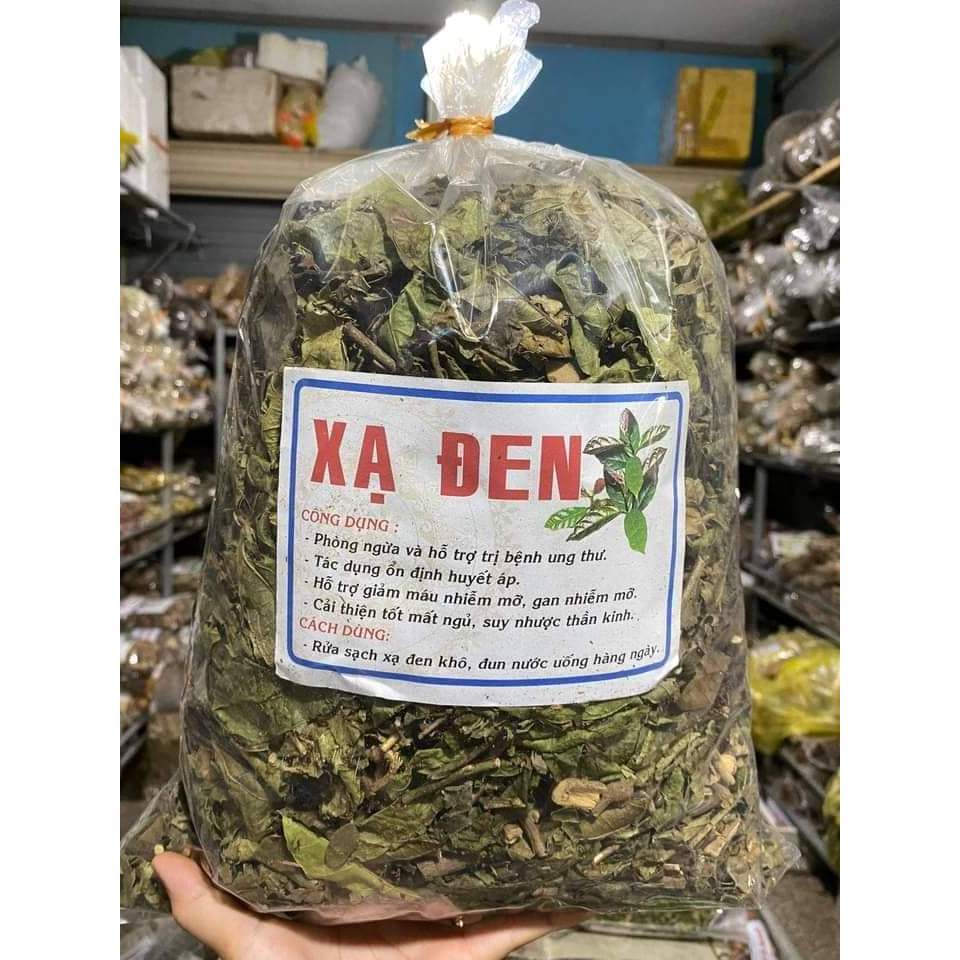 XẠ ĐEN
CÔNG DỤNG :
- Phòng ngừa và hỗ trợ trị bệnh ung thư.
- Tác dụng ổn định huyết áp.
- Hỗ trợ giảm máu nhiễm mỡ, gan nhiễm mỡ.
- Cải thiện tốt mất ngủ, suy nhược thần kinh.
CÁCH DÙNG:
- Rửa sạch xạ đen khô, đun nước uống hàng ngày.